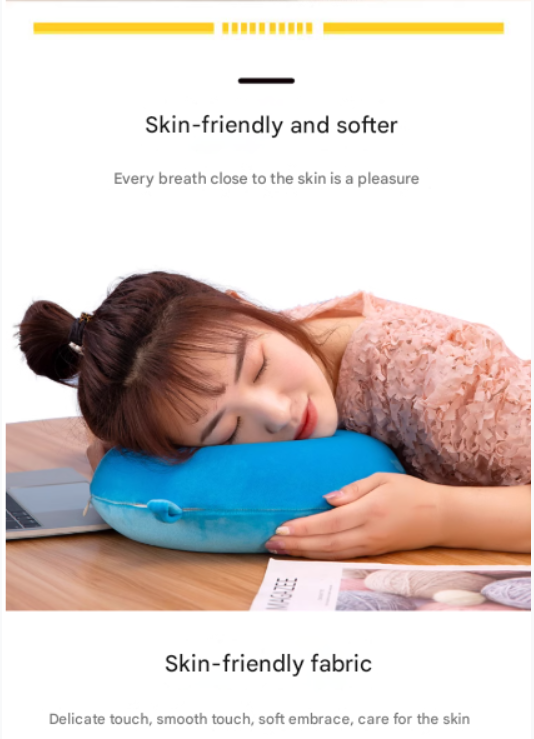 Skin-friendly and softer
Every breath close to the skin is a pleasure
MAGAZEE
Skin-friendly fabric
Delicate touch, smooth touch, soft embrace, care for the skin